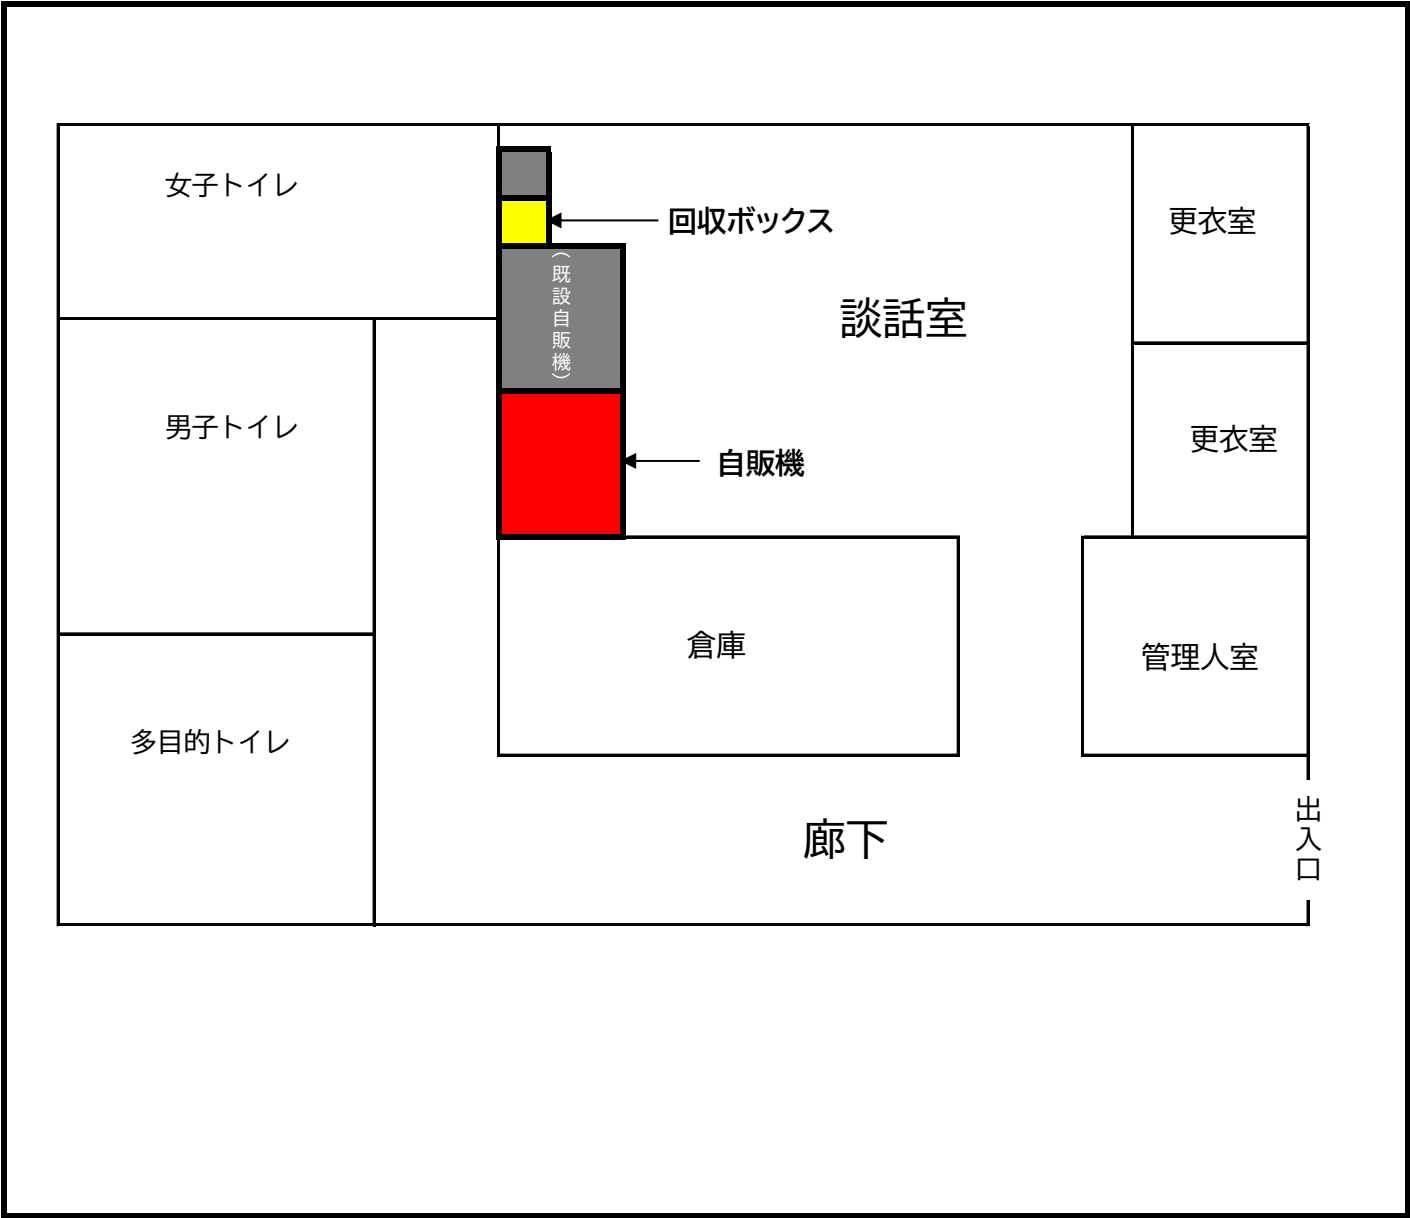 女子トイレ
回収ボックス
更衣室
（既設自販機）
談話室
男子トイレ
更衣室
自販機
倉庫
管理人室
多目的トイレ
廊下
出入口